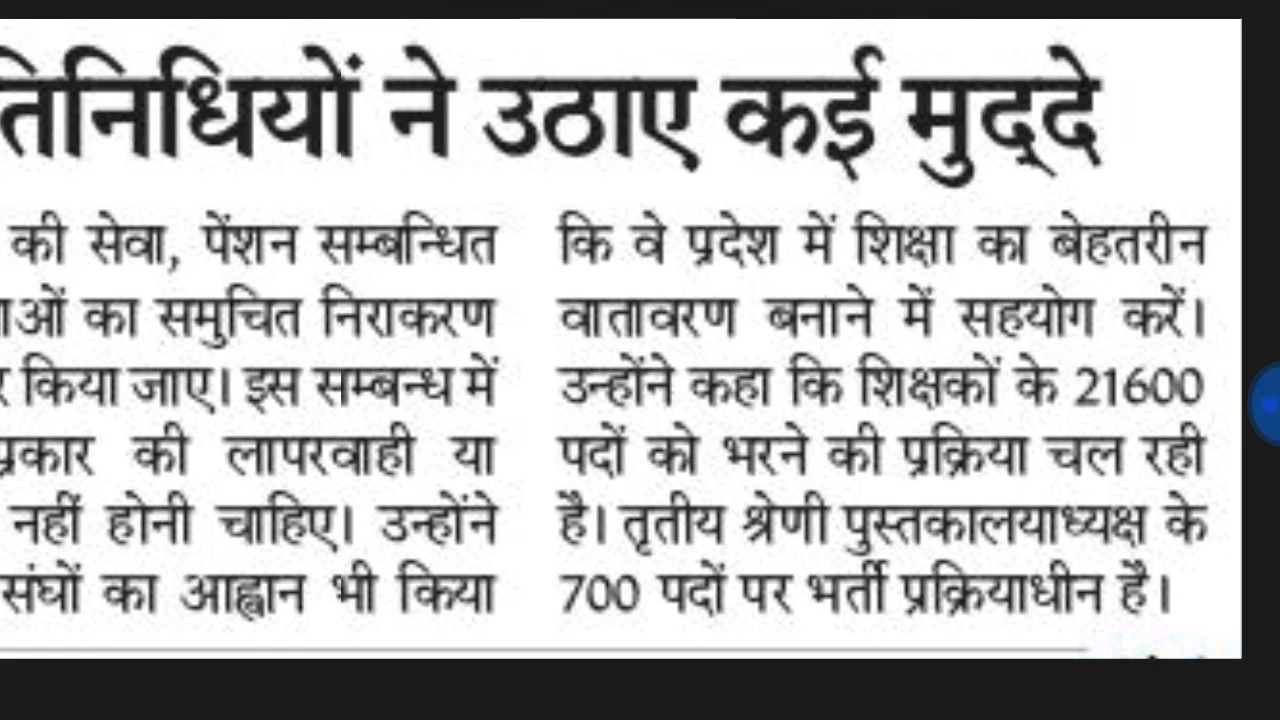 तिनिधियों ने उठाए कई मुद्दे
की सेवा, पेंशन सम्बन्धित
ओं का समुचित निराकरण
किया जाए। इस सम्बन्ध में
प्रकार की लापरवाही या
नहीं होनी चाहिए। उन्होंने
संघों का आह्वान भी किया
कि वे प्रदेश में शिक्षा का बेहतरीन
वातावरण बनाने में सहयोग करें।
उन्होंने कहा कि शिक्षकों के 21600
पदों को भरने की प्रक्रिया चल रही
है। तृतीय श्रेणी पुस्तकालयाध्यक्ष के
700 पदों पर भर्ती प्रक्रियाधीन है।